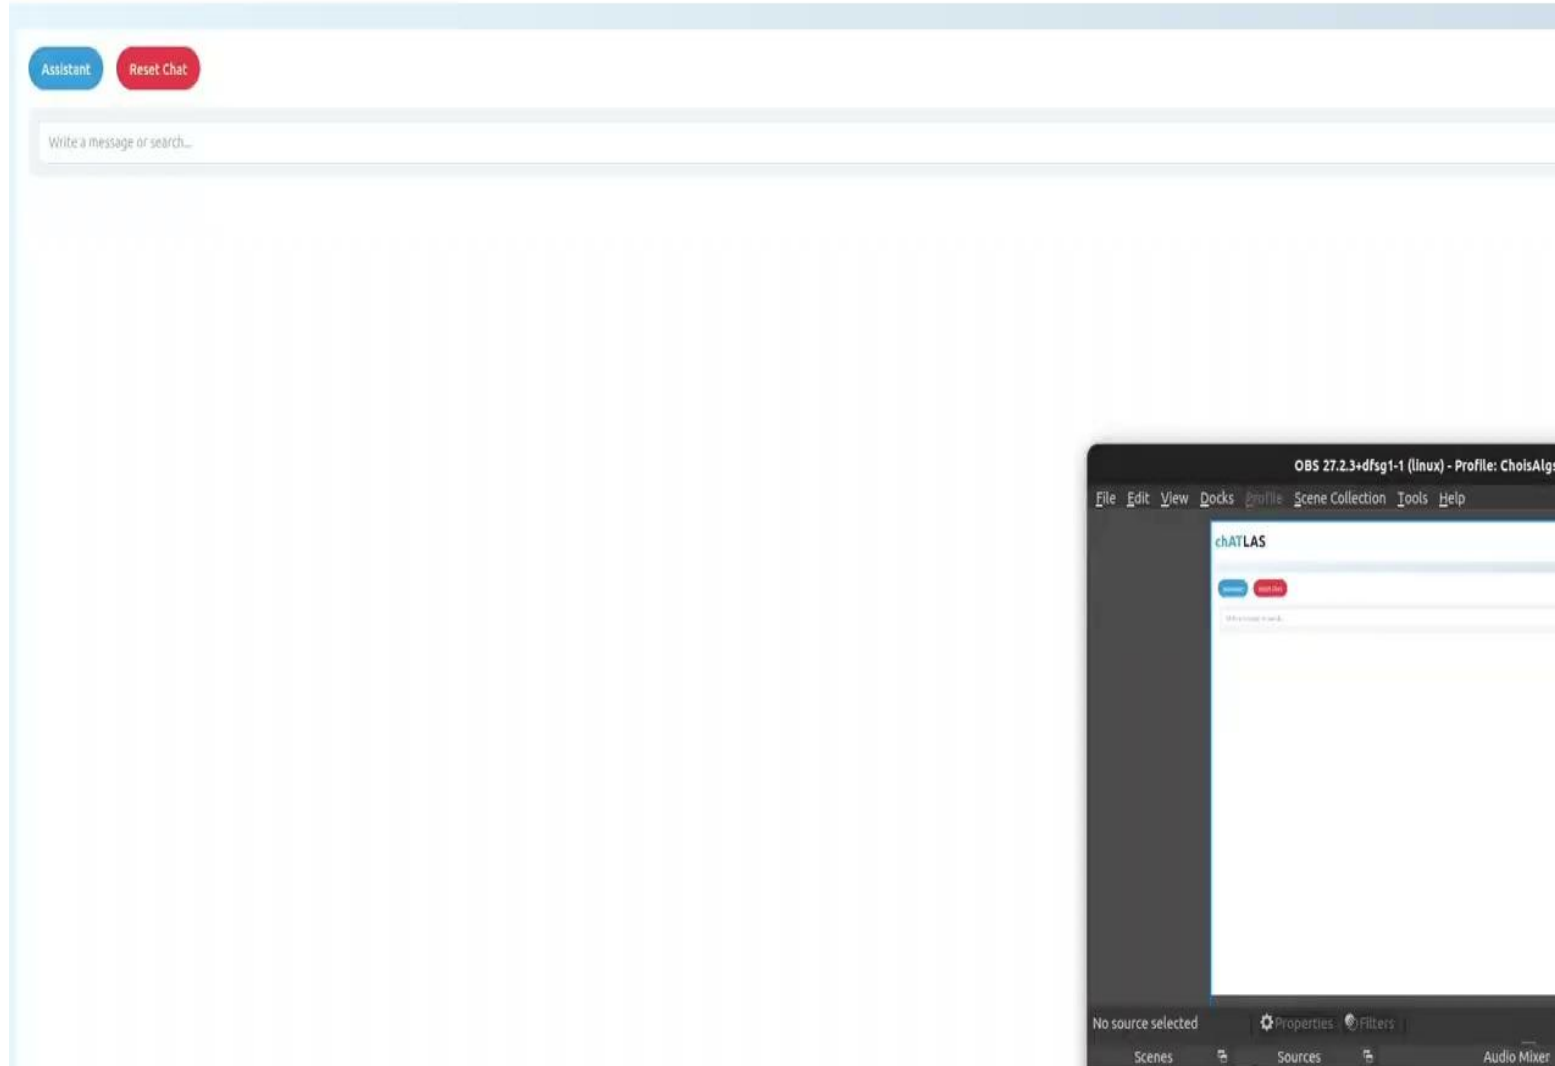 Assistant Reset Chat
Write a message or search...
OBS 27.2.3+dfsg1-1 (linux) - Profile: ChoisAlgs
File Edit View Docks Profile Scene Collection Tools Help
chATLAS
No source selected Properties Filters
Scenes Sources Audio Mixer